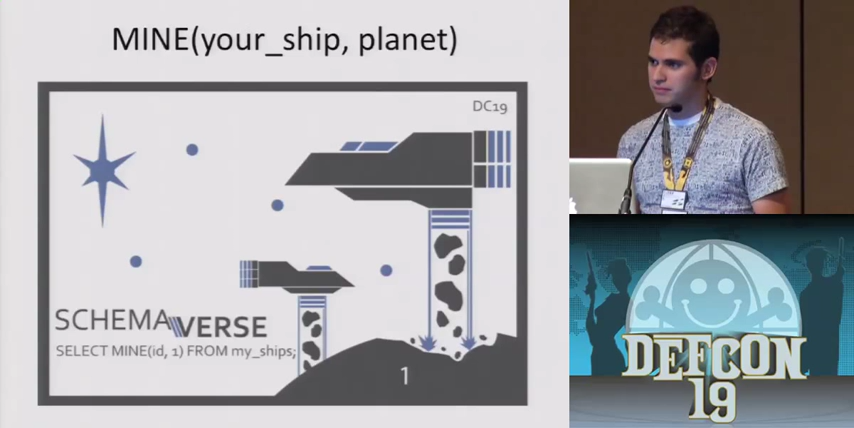 MINE(your_ship, planet)
DC19
SCHEMAVERSE
SELECT MINE(id, 1) FROM my_ships;
1
DEFCON
19